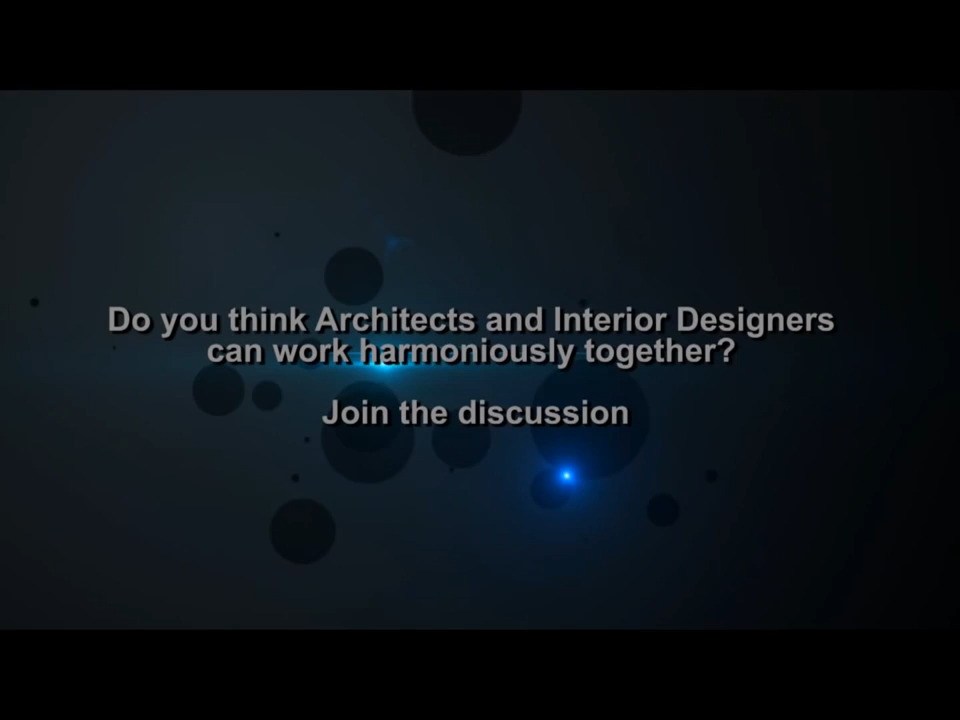 Do you think Architects and Interior Designers
can work harmoniously together?
Join the discussion